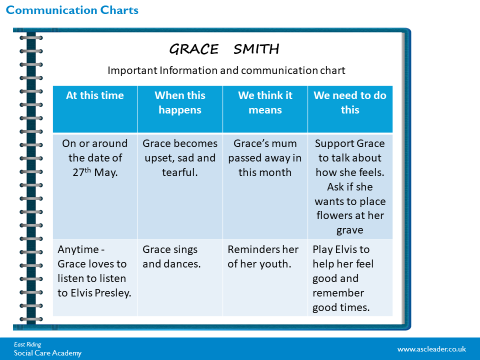 Communication Charts
GRACE SMITH
Important Information and communication chart
At this time
When this
happens
We think it
means
We need to do
this
On or around
the date of
27th May.
Grace becomes
upset, sad and
tearful.
Grace's mum
passed away in
this month
Support Grace
to talk about
how she feels.
Ask if she
wants to place
flowers at her
grave
Anytime -
Grace loves to
listen to listen
to Elvis Presley.
Grace sings
and dances.
Reminders her
of her youth.
Play Elvis to
help her feel
good and
remember
good times.
East Riding
Social Care Academy
www.ascleader.co.uk